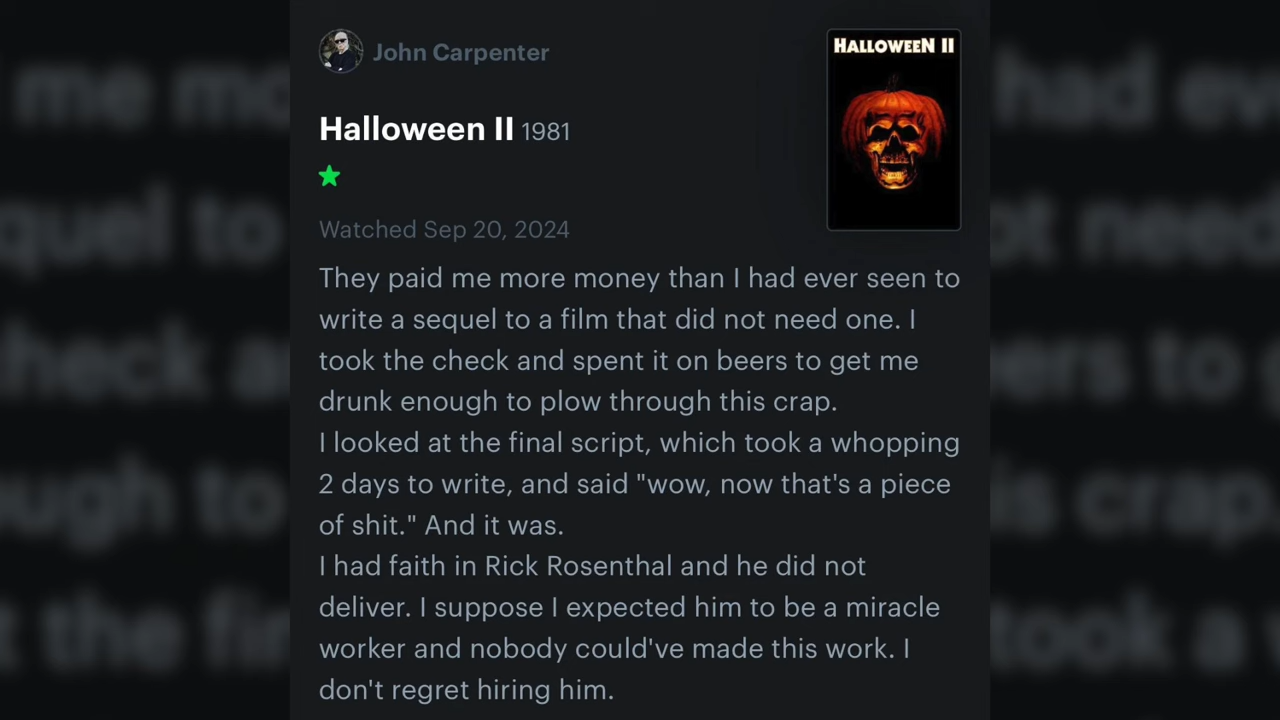 John Carpenter
HALLOWEEN II
Halloween II 1981
Watched Sep 20, 2024
They paid me more money than I had ever seen to
write a sequel to a film that did not need one. I
took the check and spent it on beers to get me
drunk enough to plow through this crap.
I looked at the final script, which took a whopping
2 days to write, and said "wow, now that's a piece
of shit." And it was.
I had faith in Rick Rosenthal and he did not
deliver. I suppose I expected him to be a miracle
worker and nobody could've made this work. I
don't regret hiring him.